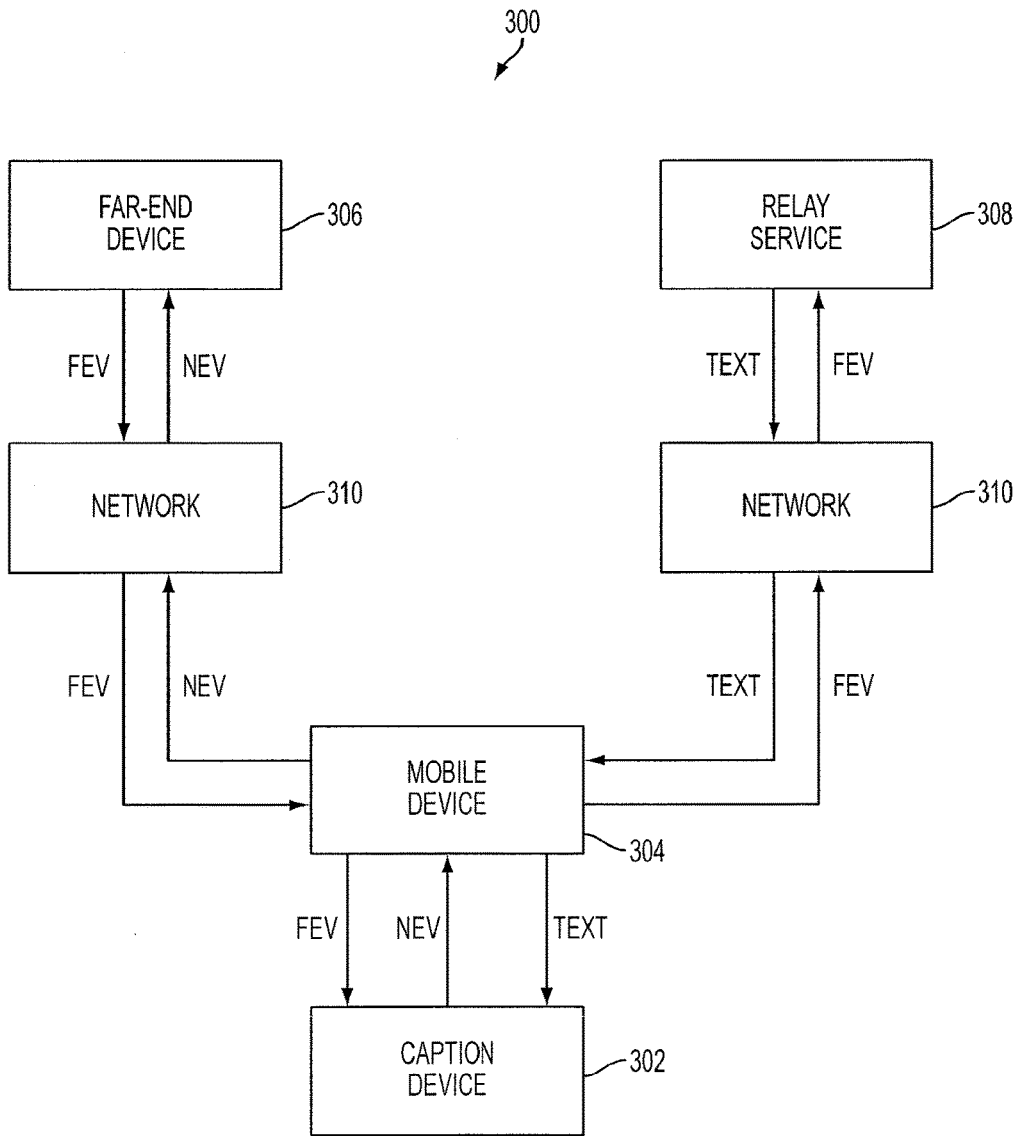 300
FAR-END
DEVICE
306
RELAY
SERVICE
308
FEV
NEV
TEXT
FEV
NETWORK
310
NETWORK
310
FEV
NEV
TEXT
FEV
MOBILE
DEVICE
304
FEV
NEV
TEXT
CAPTION
DEVICE
302